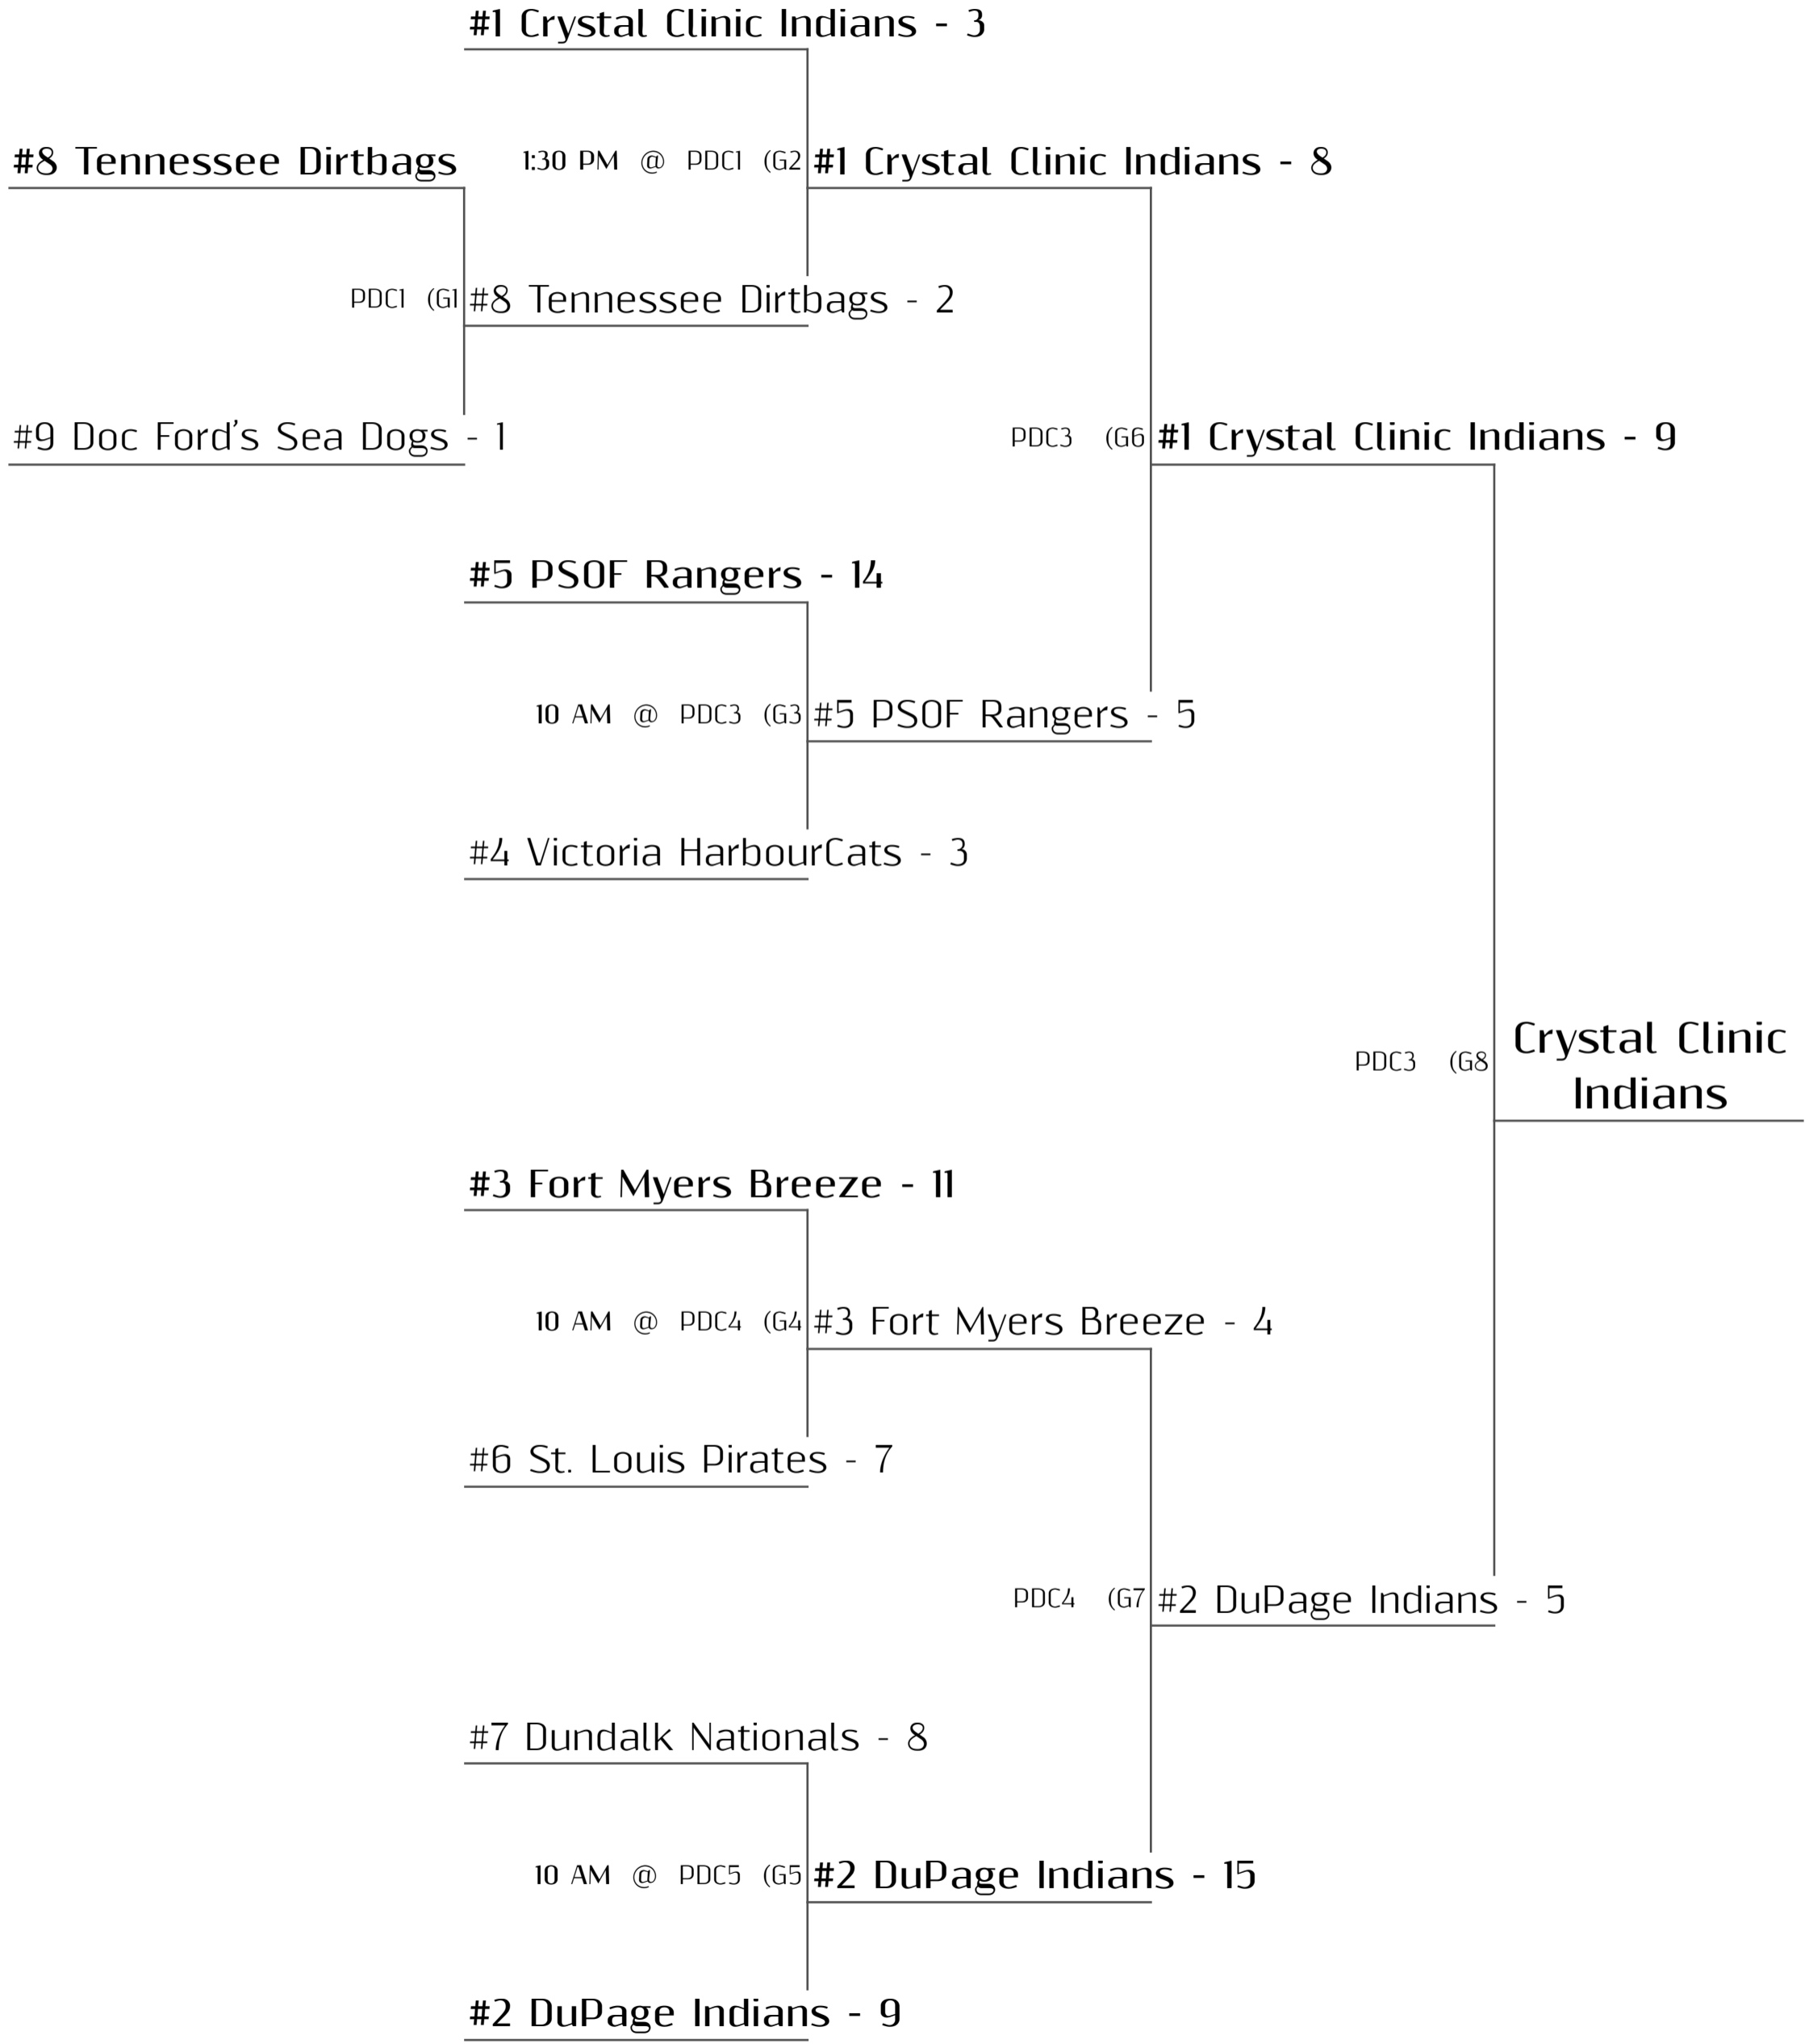 #1 Crystal Clinic Indians - 3
#8 Tennessee Dirtbags
1:30 PM @ PDC1 (G2
#1 Crystal Clinic Indians - 8
PDC1 (G1
#8 Tennessee Dirtbags - 2
#9 Doc Ford's Sea Dogs - 1
PDC3 (G6
#1 Crystal Clinic Indians - 9
#5 PSOF Rangers - 14
10 AM @ PDC3 (G3
#5 PSOF Rangers - 5
#4 Victoria HarbourCats - 3
PDC3 (G8
Crystal Clinic
Indians
#3 Fort Myers Breeze - 11
10 AM @ PDC4 (G4
#3 Fort Myers Breeze - 4
#6 St. Louis Pirates - 7
PDC4 (G7
#2 DuPage Indians - 5
#7 Dundalk Nationals - 8
10 AM @ PDC5 (G5
#2 DuPage Indians - 15
#2 DuPage Indians - 9